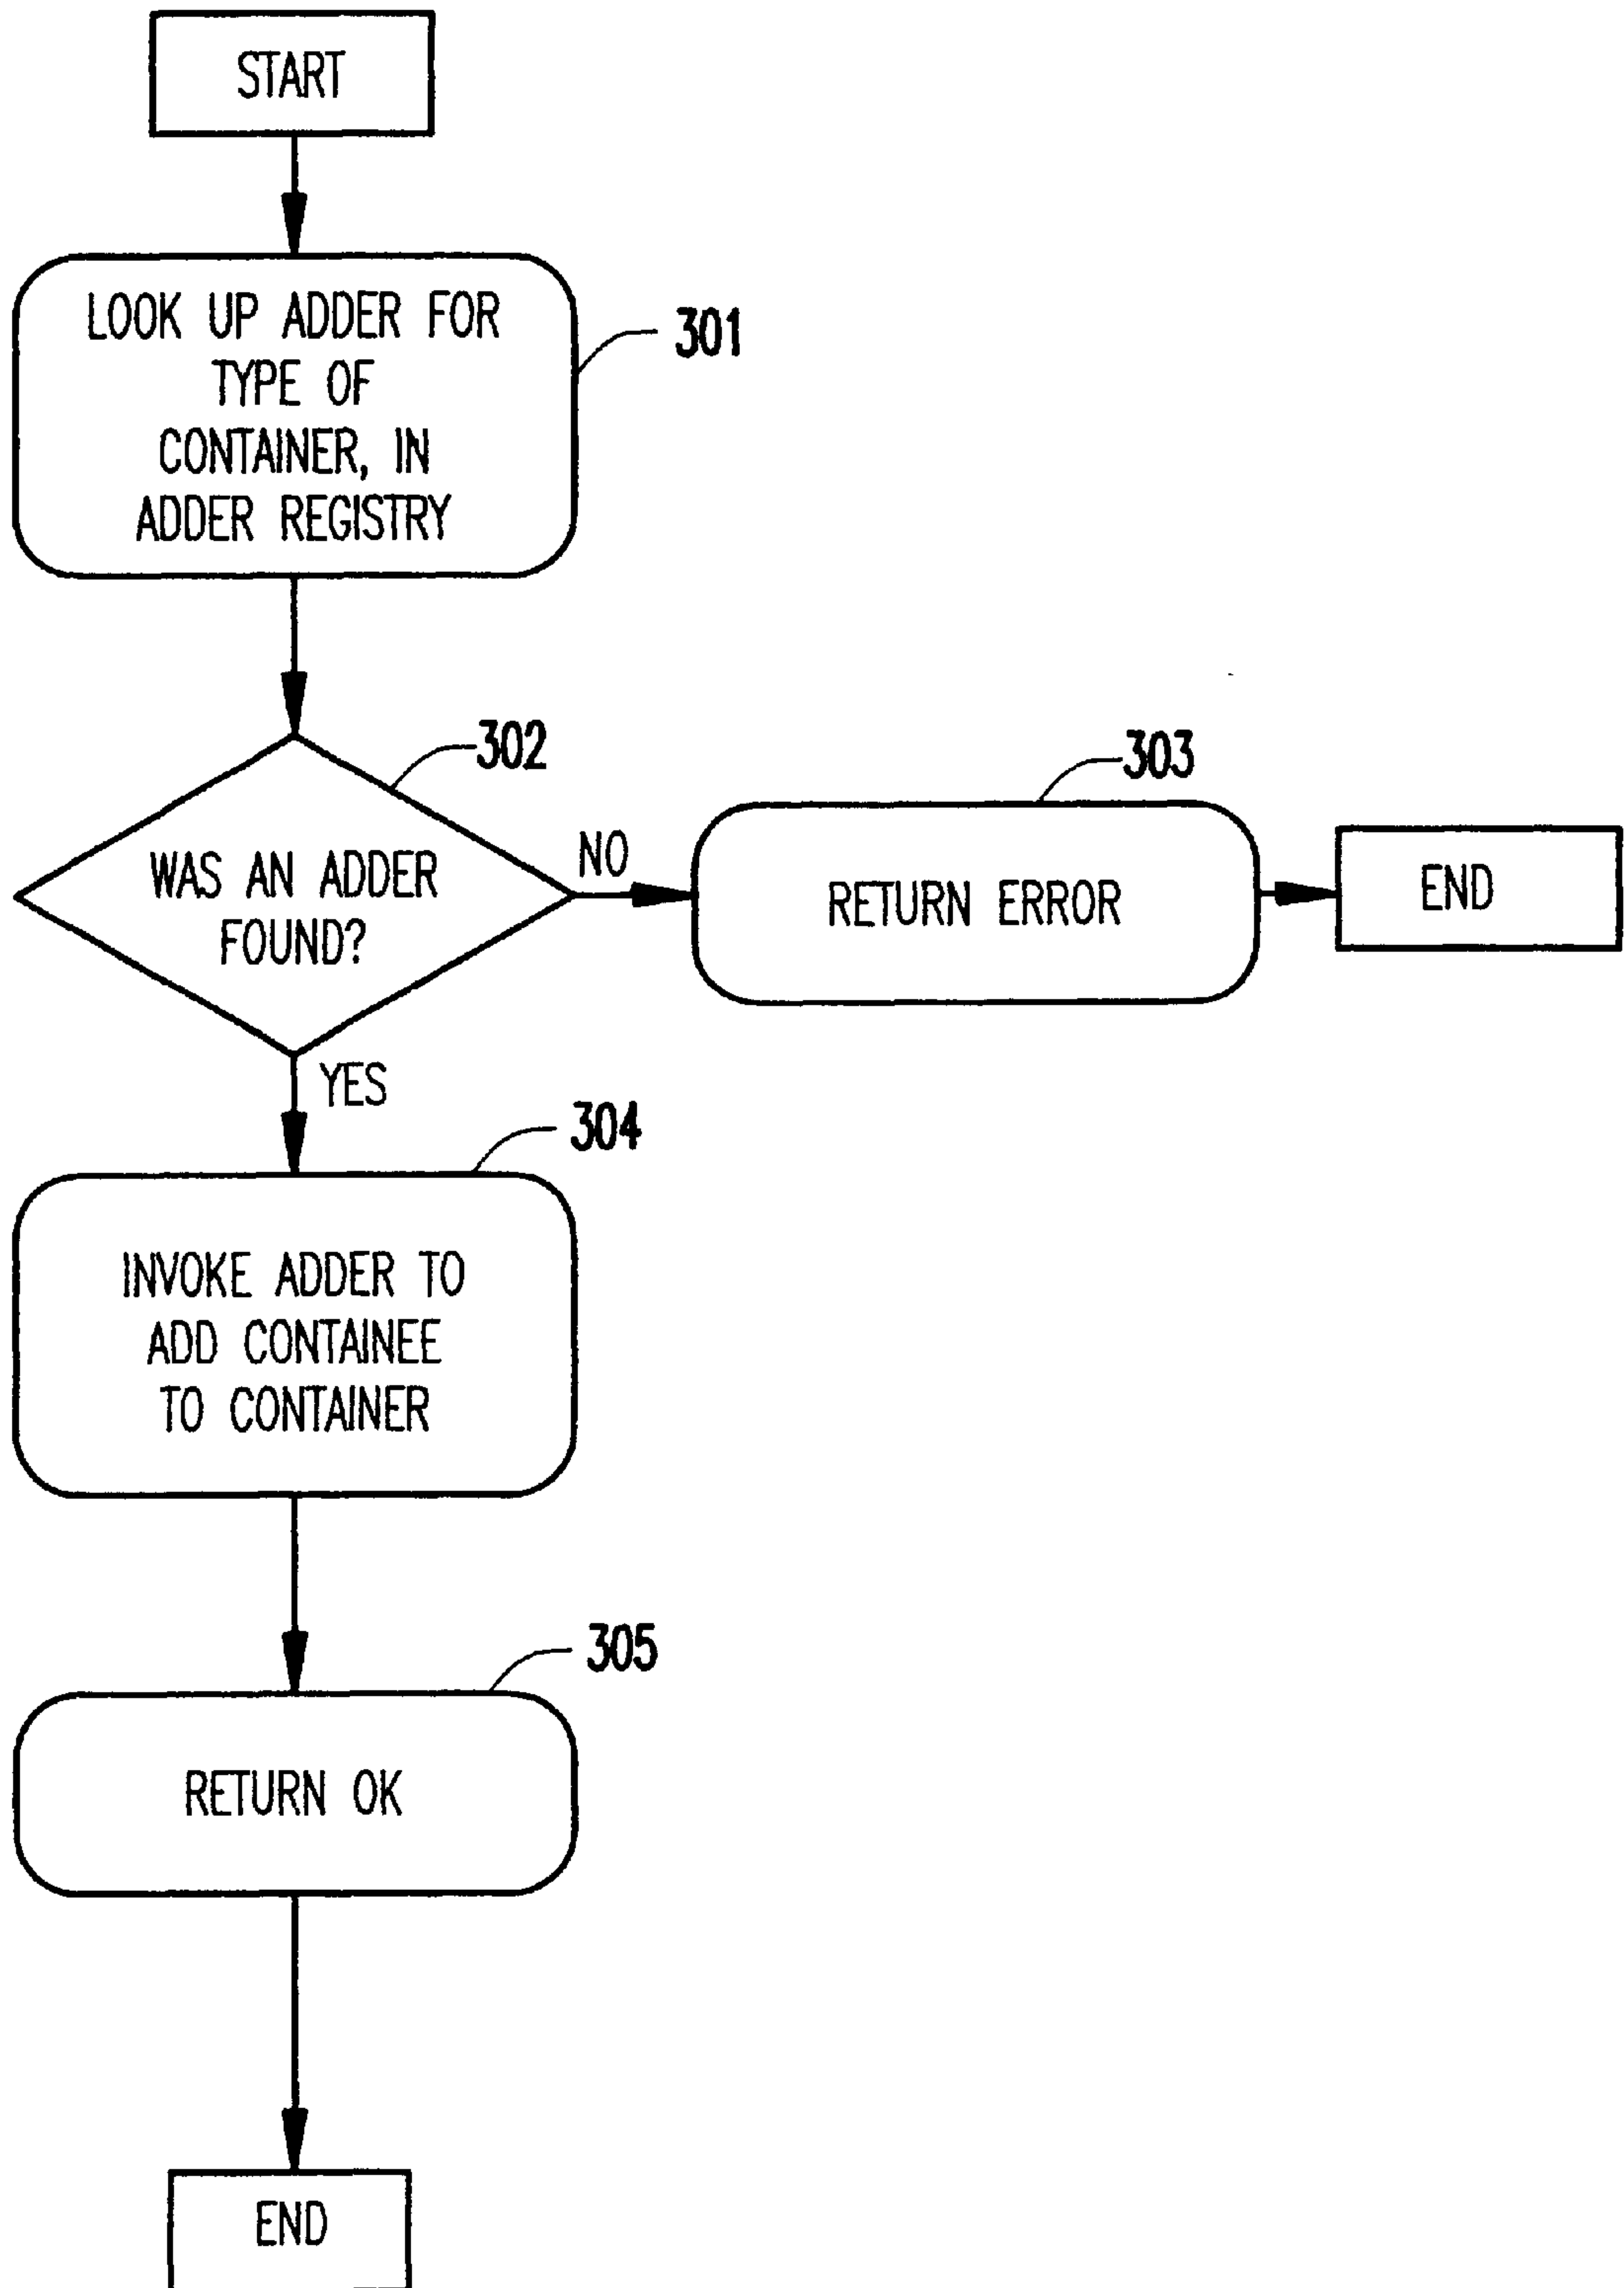 START
LOOK UP ADDER FOR
TYPE OF
CONTAINER, IN
ADDER REGISTRY
301
302
WAS AN ADDER
FOUND?
NO
303
RETURN ERROR
END
YES
304
INVOKE ADDER TO
ADD CONTAINEE
TO CONTAINER
305
RETURN OK
END